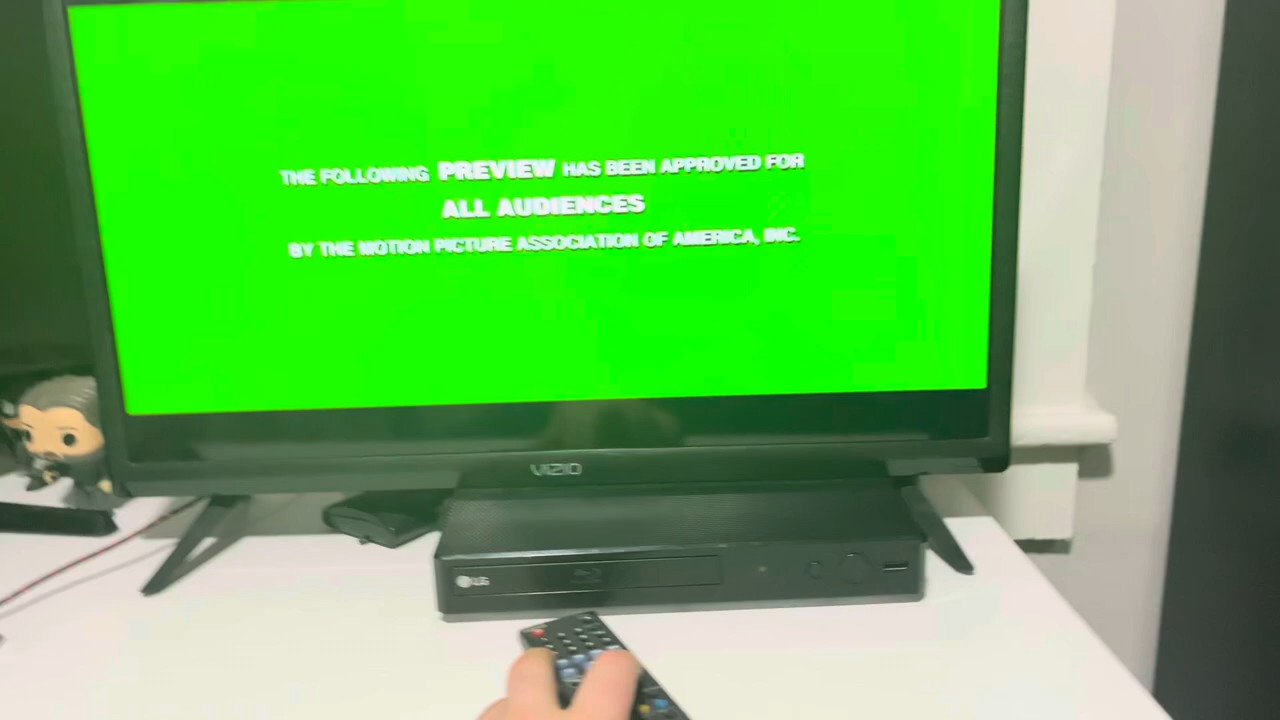 THE FOLLOWING PREVIEW HAS BEEN APPROVED FOR
ALL AUDIENCES
BY THE MOTION PICTURE ASSOCIATION OF AMERICA, INC.
VIZIO
LG